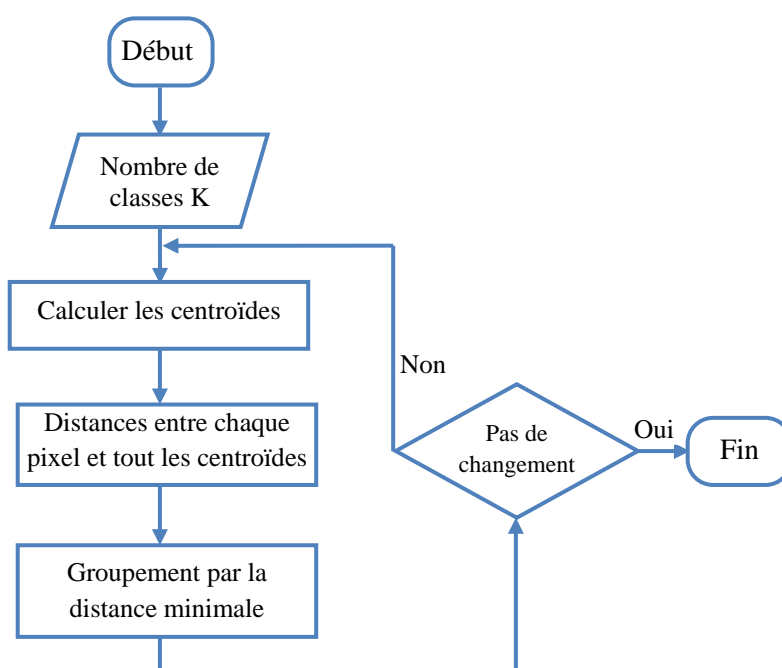 Début
Nombre de
classes K
Calculer les centroïdes
Distances entre chaque
pixel et tout les centroïdes
Groupement par la
distance minimale
Non
Pas de
changement
Oui
Fin